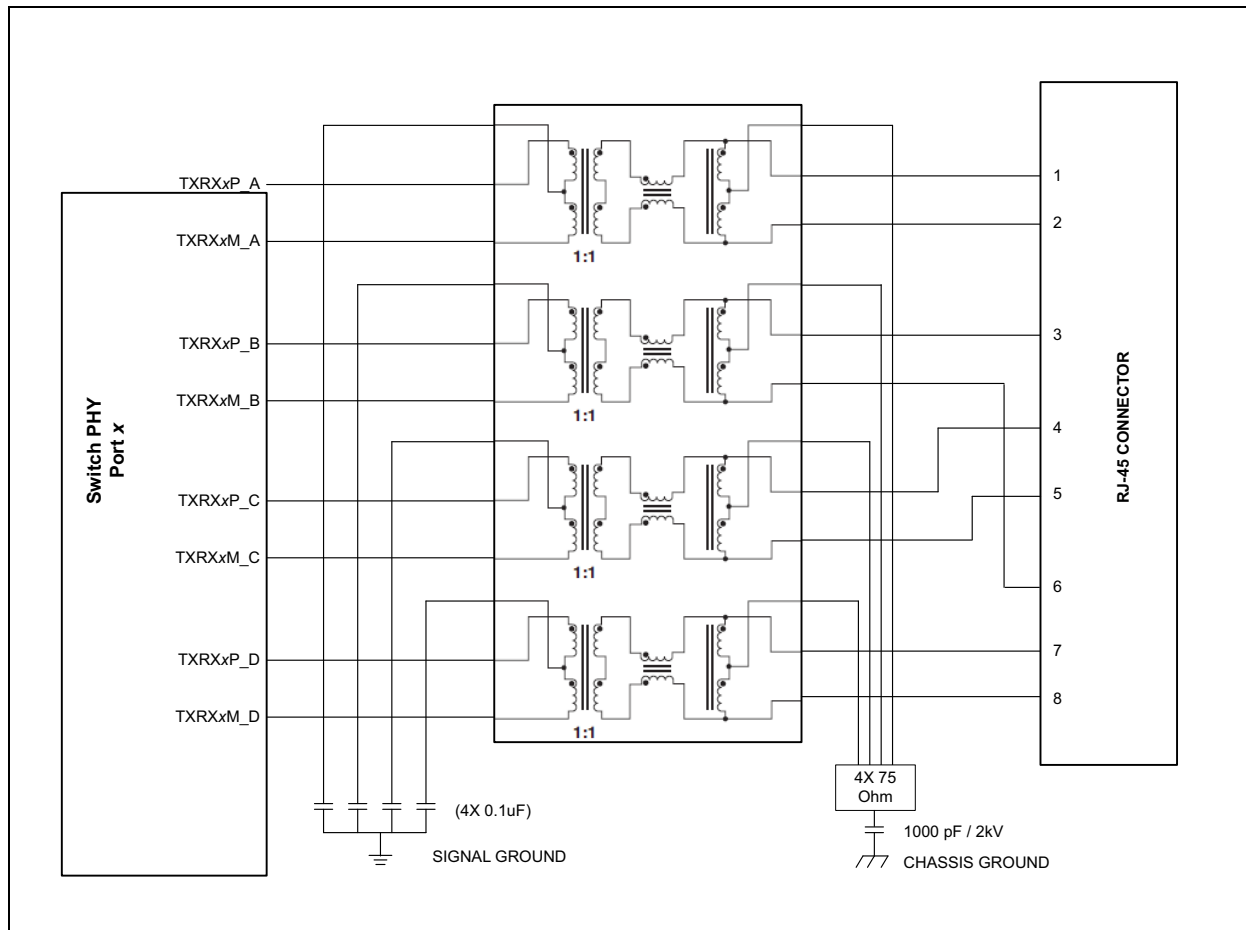 TXRXxP_A
TXRXxM_A
1:1
TXRXxP_B
TXRXxM_B
1:1
TXRXxP_C
TXRXxM_C
1:1
TXRXxP_D
TXRXxM_D
1:1
Switch PHY
Port x
1
2
3
4
5
6
7
8
RJ-45 CONNECTOR
(4X 0.1uF)
SIGNAL GROUND
4X 75
Ohm
1000 pF / 2kV
CHASSIS GROUND